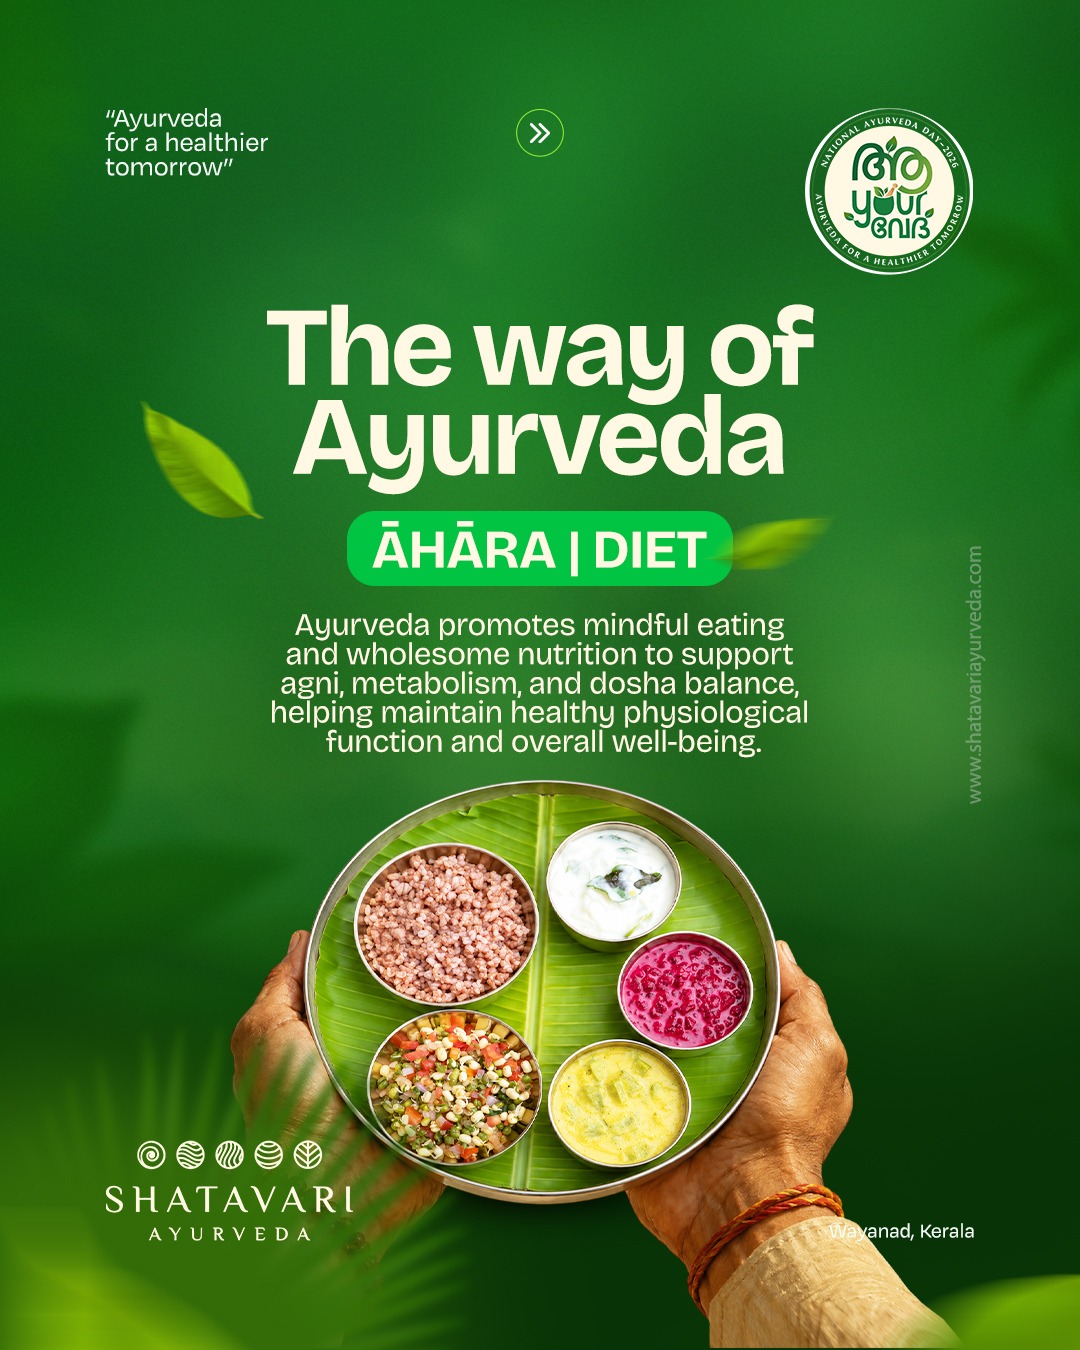 “Ayurveda
for a healthier
tomorrow”
NATIONAL AYURVEDA DAY-2026
ആ
your
വേദ
AYURVEDA FOR A HEALTHIER TOMORROW
The way of
Ayurveda
ĀHĀRA | DIET
Ayurveda promotes mindful eating
and wholesome nutrition to support
agni, metabolism, and dosha balance,
helping maintain healthy physiological
function and overall well-being.
www.shatavariayurveda.com
SHATAVARI
AYURVEDA
Wayanad, Kerala